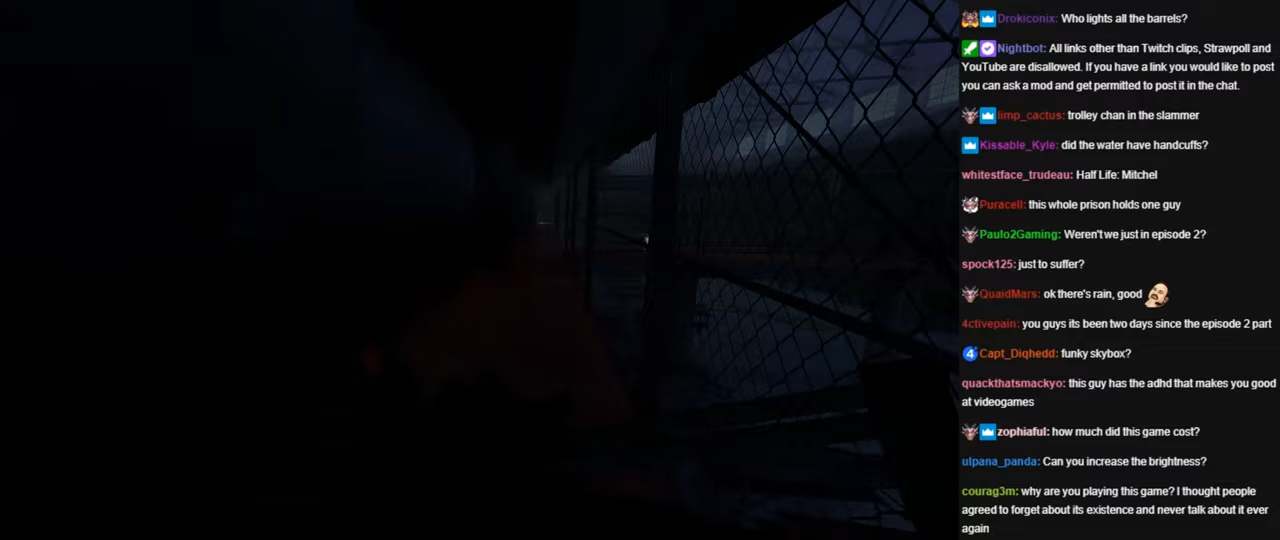 Drokiconix: Who lights all the barrels?
Nightbot: All links other than Twitch clips, Strawpoll and
YouTube are disallowed. If you have a link you would like to post
you can ask a mod and get permitted to post it in the chat.
limp_cactus: trolley chan in the slammer
Kissable_Kyle: did the water have handcuffs?
whitestface_trudeau: Half Life: Mitchel
Puracell: this whole prison holds one guy
Paulo2Gaming: Weren't we just in episode 2?
spock125: just to suffer?
QuaidMars: ok there's rain, good
4ctivepain: you guys its been two days since the episode 2 part
4 Capt_Diqhedd: funky skybox?
quackthatsmackyo: this guy has the adhd that makes you good
at videogames
zophiaful: how much did this game cost?
ulpana_panda: Can you increase the brightness?
courag3m: why are you playing this game? I thought people
agreed to forget about its existence and never talk about it ever
again